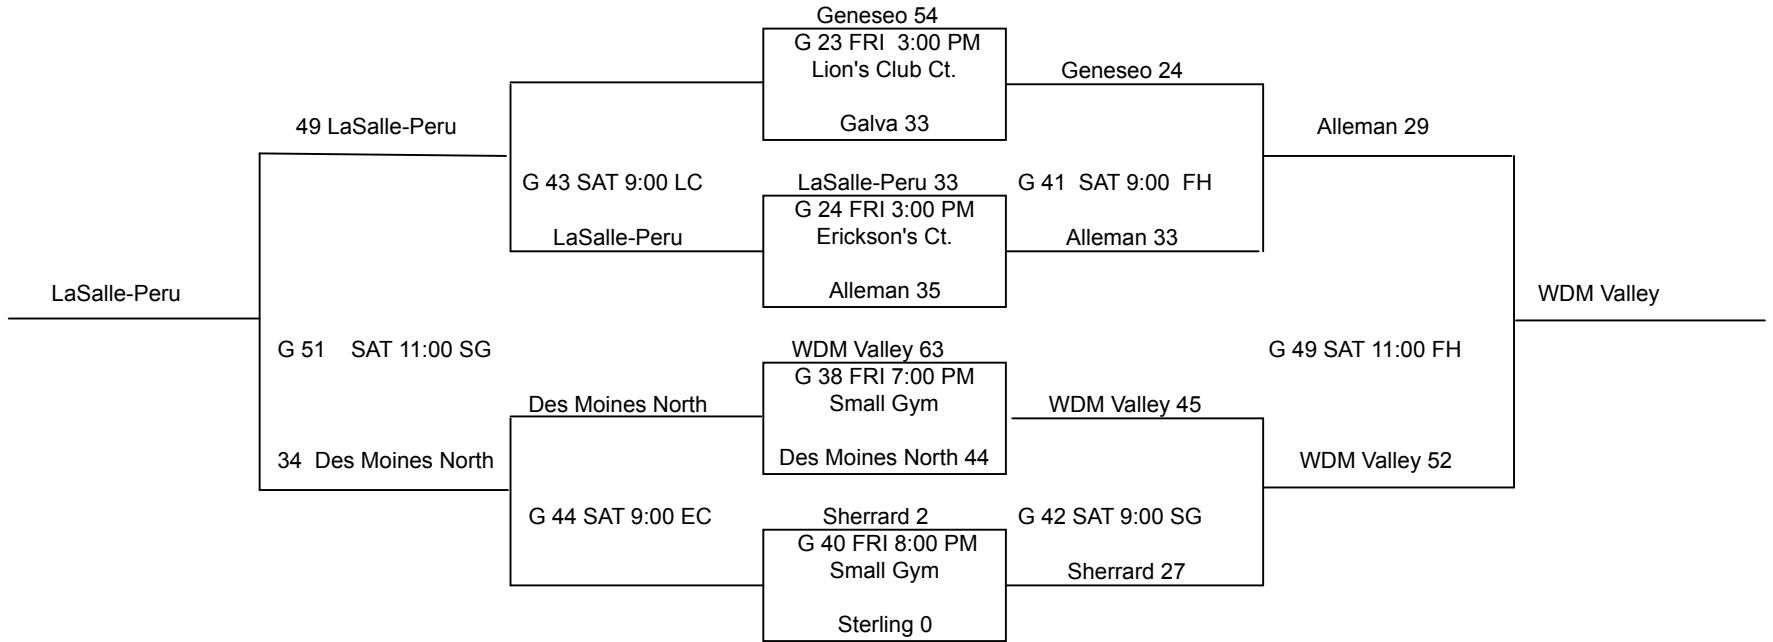 Geneseo 54
G 23 FRI  3:00 PM
Lion's Club Ct.
Geneseo 24
49 LaSalle-Peru
Galva 33
Alleman 29
G 43 SAT 9:00 LC
LaSalle-Peru 33
G 41  SAT 9:00  FH
G 24 FRI 3:00 PM
LaSalle-Peru
Erickson's Ct.
Alleman 33
LaSalle-Peru
Alleman 35
WDM Valley
G 51    SAT 11:00 SG
WDM Valley 63
G 49 SAT 11:00 FH
G 38 FRI 7:00 PM
Des Moines North
Small Gym
WDM Valley 45
34  Des Moines North
Des Moines North 44
WDM Valley 52
G 44 SAT 9:00 EC
Sherrard 2
G 42 SAT 9:00 SG
G 40 FRI 8:00 PM
Small Gym
Sherrard 27
Sterling 0